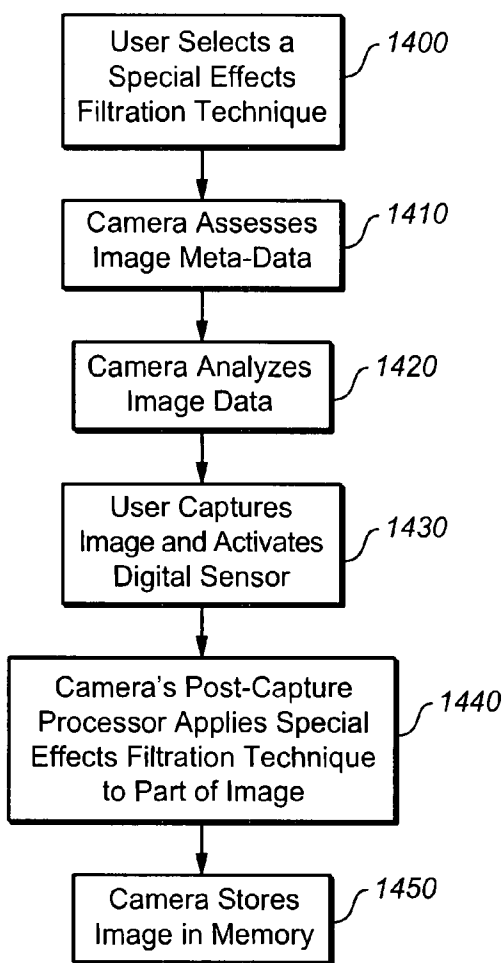 User Selects a
Special Effects
Filtration Technique
1400
Camera Assesses
Image Meta-Data
1410
Camera Analyzes
Image Data
1420
User Captures
Image and Activates
Digital Sensor
1430
Camera's Post-Capture
Processor Applies Special
Effects Filtration Technique
to Part of Image
1440
Camera Stores
Image in Memory
1450